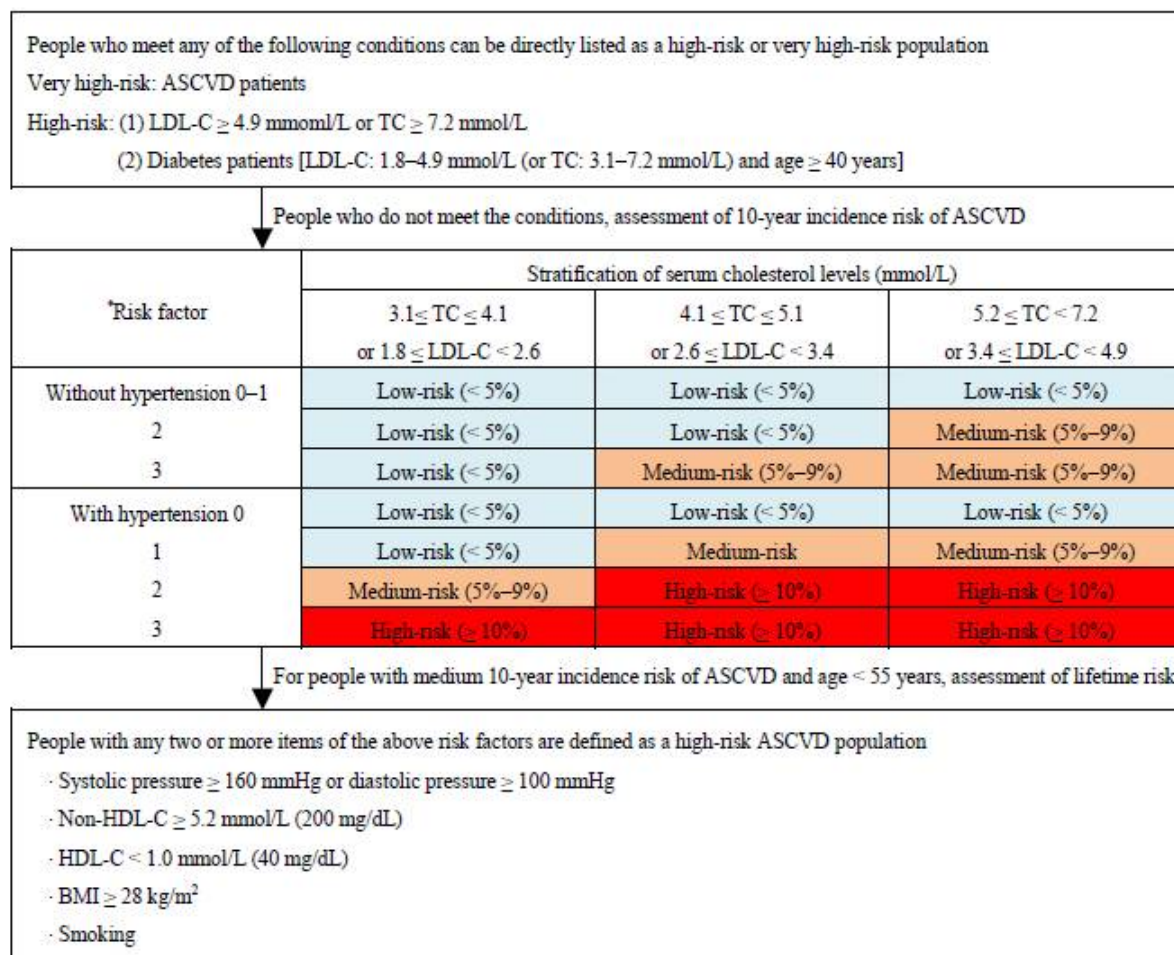 People who meet any of the following conditions can be directly listed as a high-risk or very high-risk population
Very high-risk: ASCVD patients
High-risk: (1) LDL-C ≥ 4.9 mmoml/L or TC ≥ 7.2 mmol/L
(2) Diabetes patients [LDL-C: 1.8–4.9 mmol/L (or TC: 3.1–7.2 mmol/L) and age ≥ 40 years]
People who do not meet the conditions, assessment of 10-year incidence risk of ASCVD
*Risk factor
Stratification of serum cholesterol levels (mmol/L)
3.1≤ TC ≤ 4.1
or 1.8 ≤ LDL-C < 2.6
4.1 ≤ TC ≤ 5.1
or 2.6 ≤ LDL-C < 3.4
5.2 ≤ TC < 7.2
or 3.4 ≤ LDL-C < 4.9
Without hypertension 0–1 Low-risk (< 5%) Low-risk (< 5%) Low-risk (< 5%)
2 Low-risk (< 5%) Low-risk (< 5%) Medium-risk (5%–9%)
3 Low-risk (< 5%) Medium-risk (5%–9%) Medium-risk (5%–9%)
With hypertension 0 Low-risk (< 5%) Low-risk (< 5%) Low-risk (< 5%)
1 Low-risk (< 5%) Medium-risk Medium-risk (5%–9%)
2 Medium-risk (5%–9%) High-risk (≥ 10%) High-risk (≥ 10%)
3 High-risk (≥ 10%) High-risk (≥ 10%) High-risk (≥ 10%)
For people with medium 10-year incidence risk of ASCVD and age < 55 years, assessment of lifetime risk
People with any two or more items of the above risk factors are defined as a high-risk ASCVD population
· Systolic pressure ≥ 160 mmHg or diastolic pressure ≥ 100 mmHg
· Non-HDL-C ≥ 5.2 mmol/L (200 mg/dL)
· HDL-C < 1.0 mmol/L (40 mg/dL)
· BMI ≥ 28 kg/m²
· Smoking